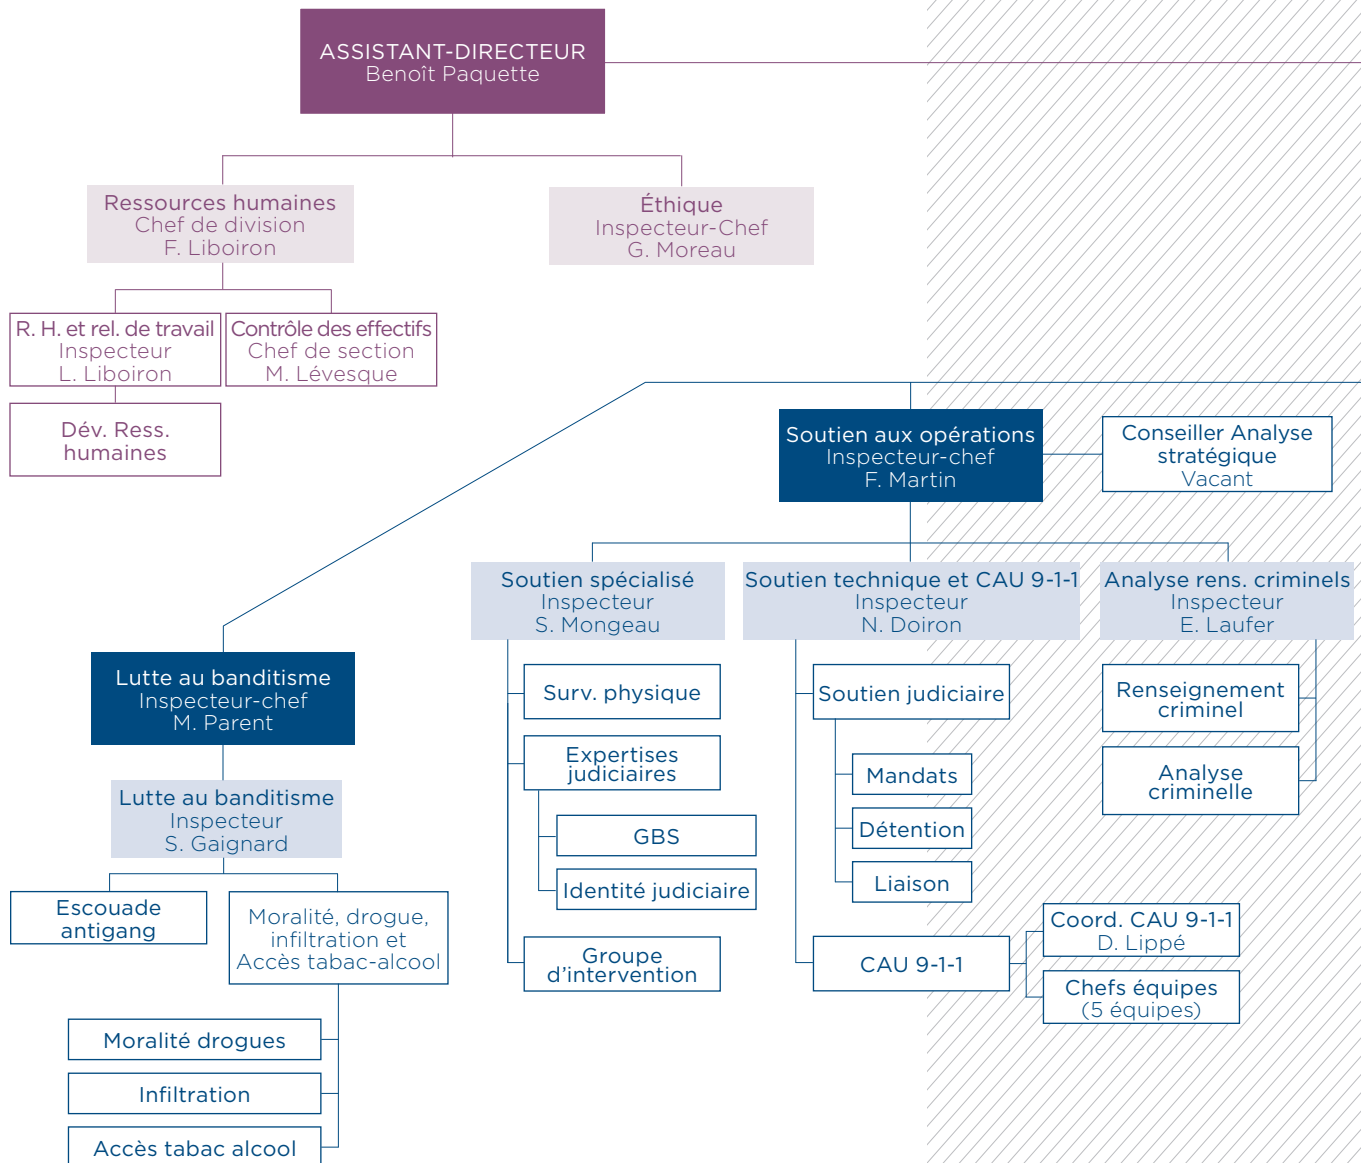 ASSISTANT-DIRECTEUR
Benoît Paquette
Ressources humaines
Chef de division
F. Liboiron
Éthique
Inspecteur-Chef
G. Moreau
R. H. et rel. de travail
Inspecteur
L. Liboiron
Contrôle des effectifs
Chef de section
M. Lévesque
Dév. Ress.
humaines
Soutien aux opérations
Inspecteur-chef
F. Martin
Conseiller Analyse
stratégique
Vacant
Soutien spécialisé
Inspecteur
S. Mongeau
Soutien technique et CAU 9-1-1
Inspecteur
N. Doiron
Analyse rens. criminels
Inspecteur
E. Laufer
Lutte au banditisme
Inspecteur-chef
M. Parent
Surv. physique
Expertises
judiciaires
GBS
Identité judiciaire
Groupe
d'intervention
Soutien judiciaire
Mandats
Détention
Liaison
CAU 9-1-1
Coord. CAU 9-1-1
D. Lippé
Chefs équipes
(5 équipes)
Renseignement
criminel
Analyse
criminelle
Lutte au banditisme
Inspecteur
S. Gaignard
Escouade
antigang
Moralité, drogue,
infiltration et
Accès tabac-alcool
Moralité drogues
Infiltration
Accès tabac alcool